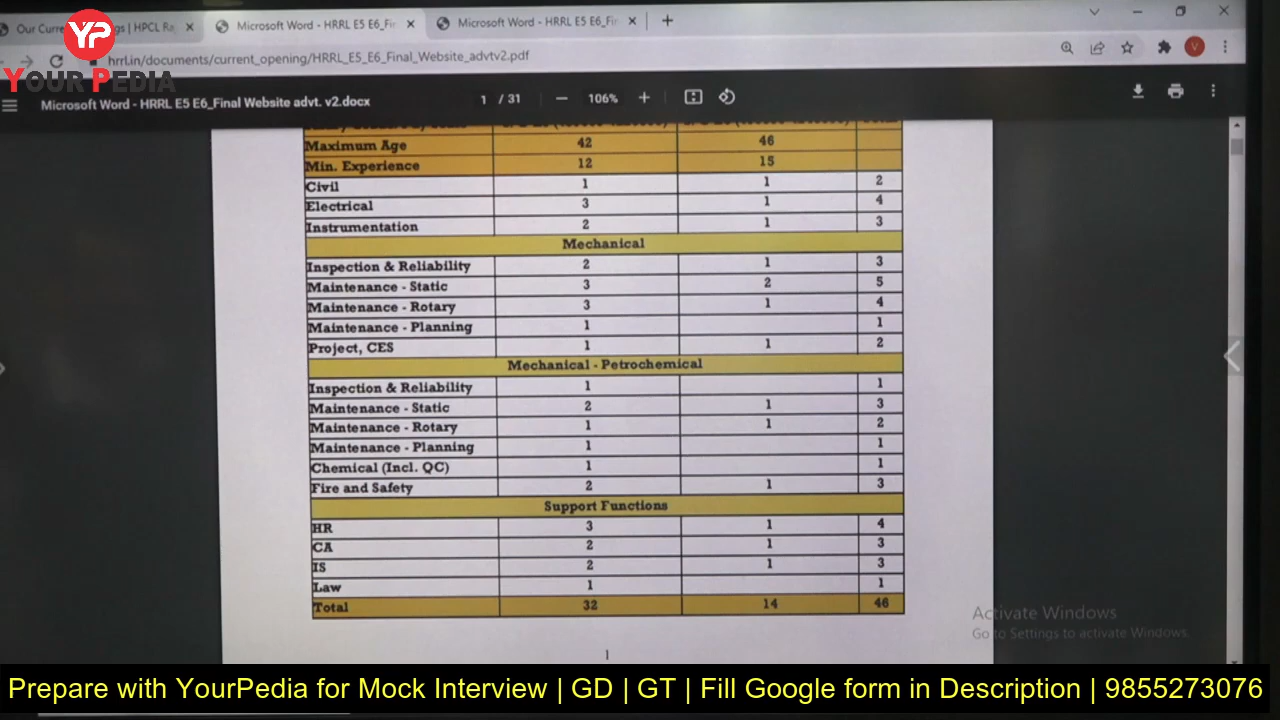 Our Curre
gs | HPCL Ra
Microsoft Word - HRRL E5 E6_Fir
Microsoft Word - HRRL E5 E6_Fir
YP
YOUR PEDIA
hrrl.in/documents/current_opening/HRRL_E5_E6_Final_Website_advtv2.pdf
V
Microsoft Word - HRRL E5 E6_Final Website advt. v2.docx
1 / 31
106%
Maximum Age 42 46
Min. Experience 12 15
Civil 1 1 2
Electrical 3 1 4
Instrumentation 2 1 3
Mechanical
Inspection & Reliability 2 1 3
Maintenance - Static 3 2 5
Maintenance - Rotary 3 1 4
Maintenance - Planning 1 1
Project, CES 1 1 2
Mechanical - Petrochemical
Inspection & Reliability 1 1
Maintenance - Static 2 1 3
Maintenance - Rotary 1 1 2
Maintenance - Planning 1 1
Chemical (Incl. QC) 1 1
Fire and Safety 2 1 3
Support Functions
HR 3 1 4
CA 2 1 3
IS 2 1 3
Law 1 1
Total 32 14 46
1
Activate Windows
Go to Settings to activate Windows.
Prepare with YourPedia for Mock Interview | GD | GT | Fill Google form in Description | 9855273076